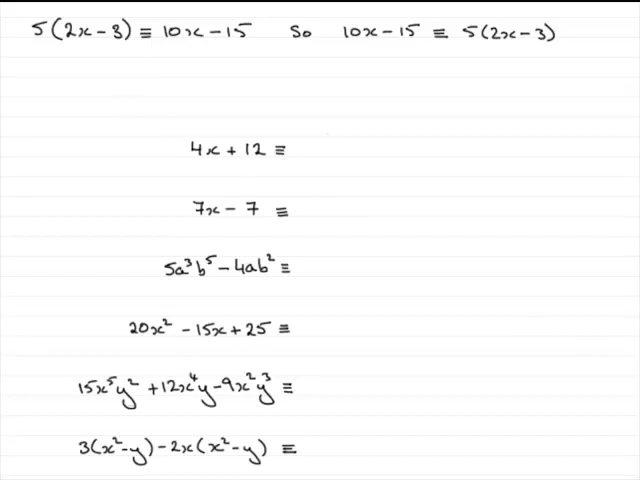 5(2x-3) ≡ 10x-15 So 10x-15 ≡ 5(2x-3)
4x + 12 ≡
7x - 7 ≡
5a³b⁵ - 4ab² ≡
20x² - 15x + 25 ≡
15x⁵y² + 12x⁴y - 9x²y³ ≡
3(x²-y) - 2x(x²-y) ≡